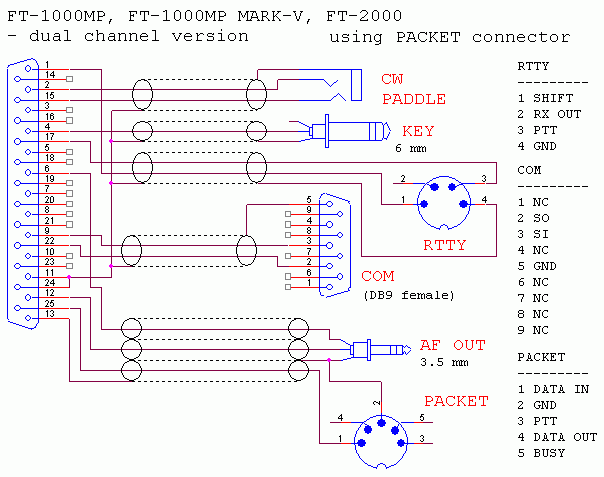 FT-1000MP, FT-1000MP MARK-V, FT-2000
- dual channel version
using PACKET connector
1
14
2
15
3
16
4
17
5
18
6
19
7
20
8
21
9
22
10
23
11
24
12
25
13
CW
PADDLE
KEY
6 mm
2
3
1
4
RTTY
5
9
4
8
3
7
2
6
1
COM
(DB9 female)
AF OUT
3.5 mm
PACKET
2
4
5
1
3
RTTY
---------
1 SHIFT
2 RX OUT
3 PTT
4 GND
COM
---------
1 NC
2 SO
3 SI
4 NC
5 GND
6 NC
7 NC
8 NC
9 NC
PACKET
---------
1 DATA IN
2 GND
3 PTT
4 DATA OUT
5 BUSY